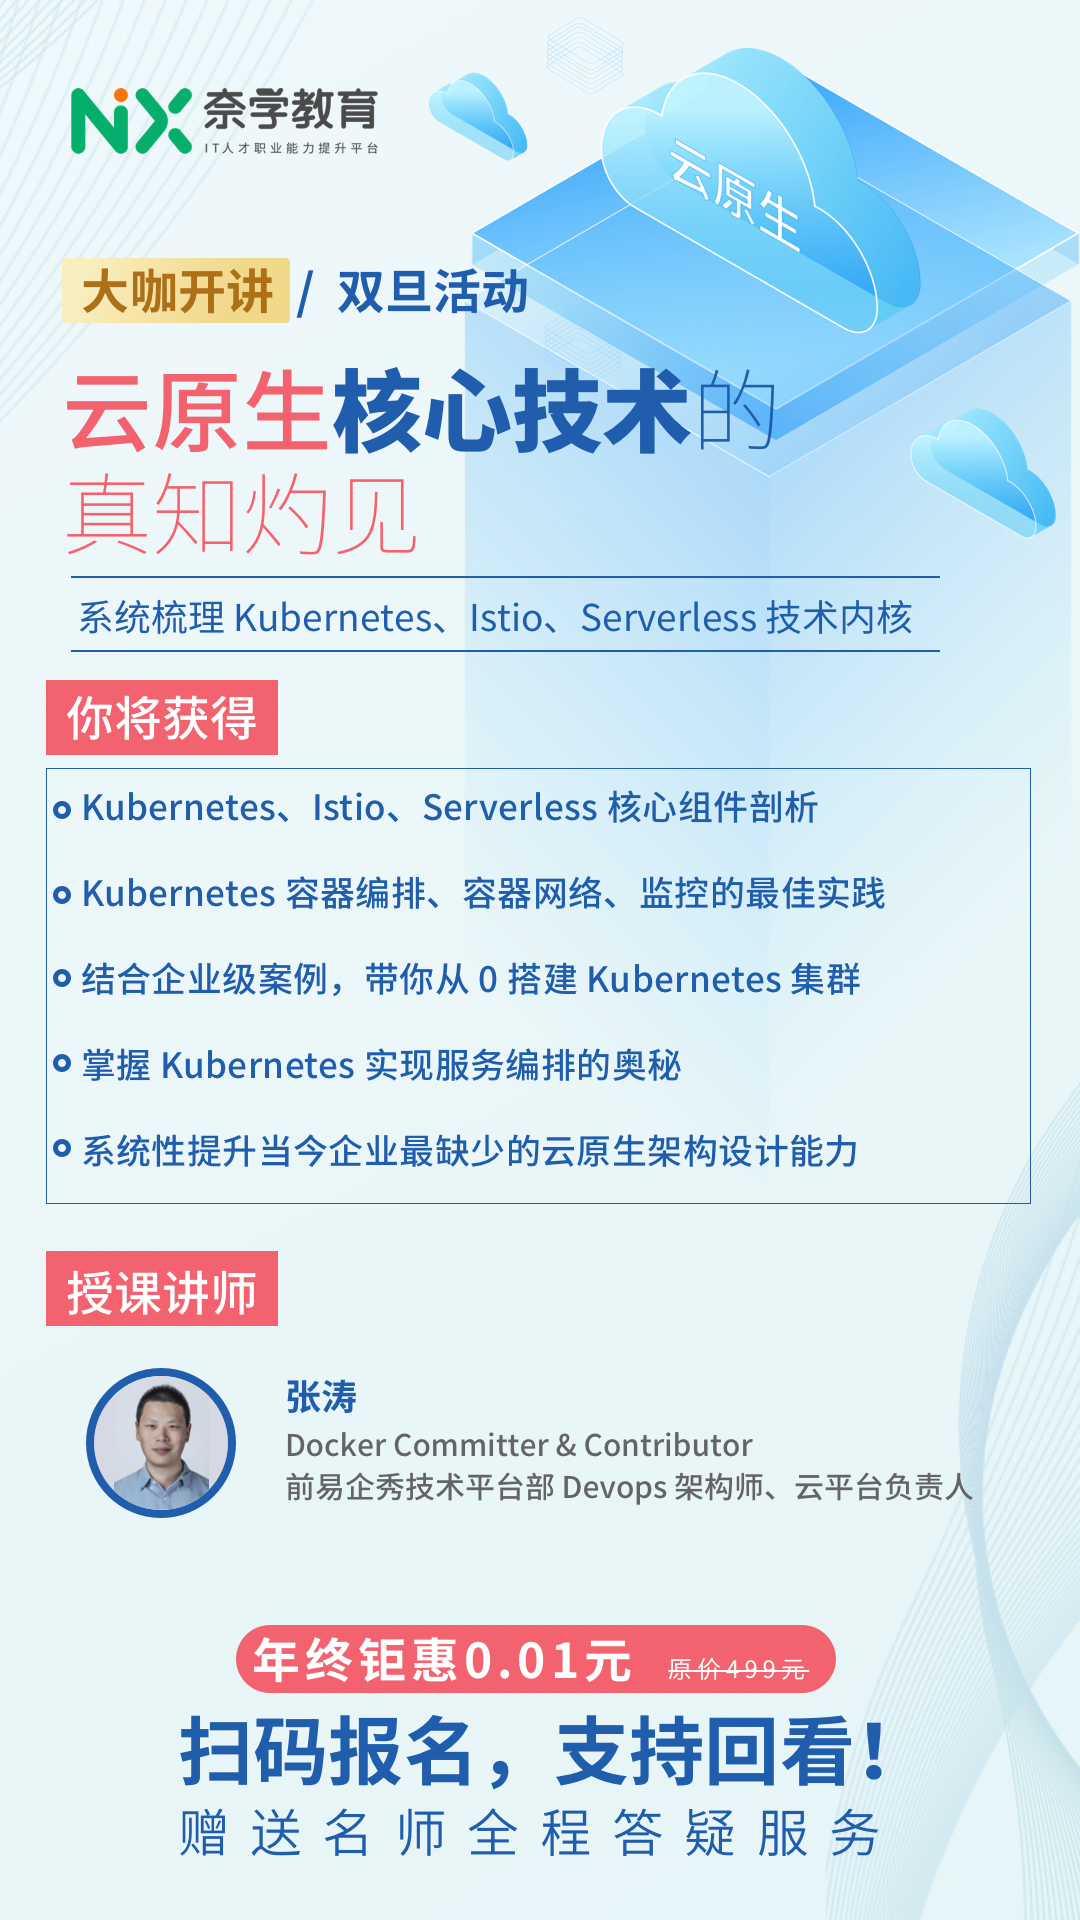 NiX 奈学教育
IT人才职业能力提升平台
云原生
大咖开讲 / 双旦活动
云原生核心技术的
真知灼见
系统梳理 Kubernetes、Istio、Serverless 技术内核
你将获得
Kubernetes、Istio、Serverless 核心组件剖析
Kubernetes 容器编排、容器网络、监控的最佳实践
结合企业级案例，带你从 0 搭建 Kubernetes 集群
掌握 Kubernetes 实现服务编排的奥秘
系统性提升当今企业最缺少的云原生架构设计能力
授课讲师
张涛
Docker Committer & Contributor
前易企秀技术平台部 Devops 架构师、云平台负责人
年终钜惠0.01元 原价499元
扫码报名，支持回看！
赠送名师全程答疑服务